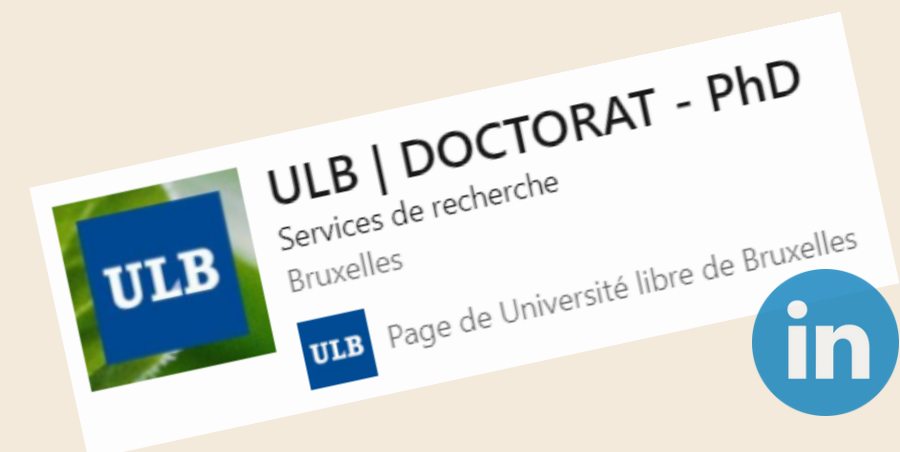 ULB | DOCTORAT - PhD
Services de recherche
Bruxelles
Page de Université libre de Bruxelles
ULB
ULB
in